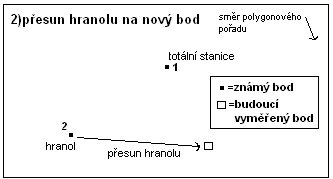 2)přesun hranolu na nový bod
směr polygonového
pořadu
totální stanice
1
=známý bod
=budoucí
vyměřený bod
2
hranol
přesun hranolu